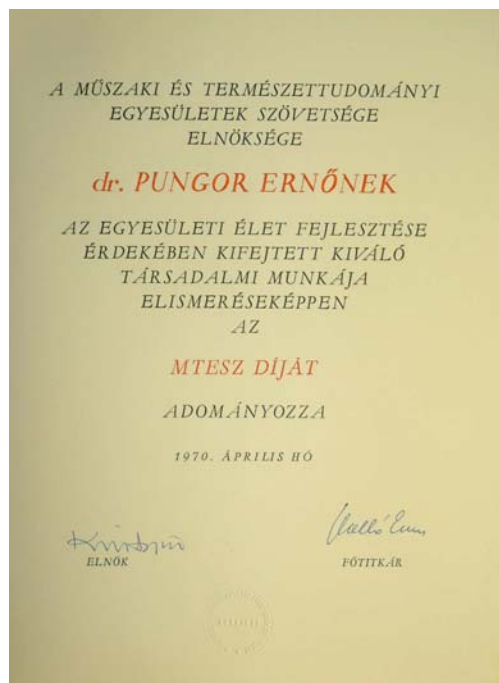 A MŰSZAKI ÉS TERMÉSZETTUDOMÁNYI
EGYESÜLETEK SZÖVETSÉGE
ELNÖKSÉGE
dr. PUNGOR ERNŐNEK
AZ EGYESÜLETI ÉLET FEJLESZTÉSE
ÉRDEKÉBEN KIFEJTETT KIVÁLÓ
TÁRSADALMI MUNKÁJA
ELISMERÉSEKÉPPEN
AZ
MTESZ DÍJÁT
ADOMÁNYOZZA
1970. ÁPRILIS HÓ
ELNÖK
FŐTITKÁR